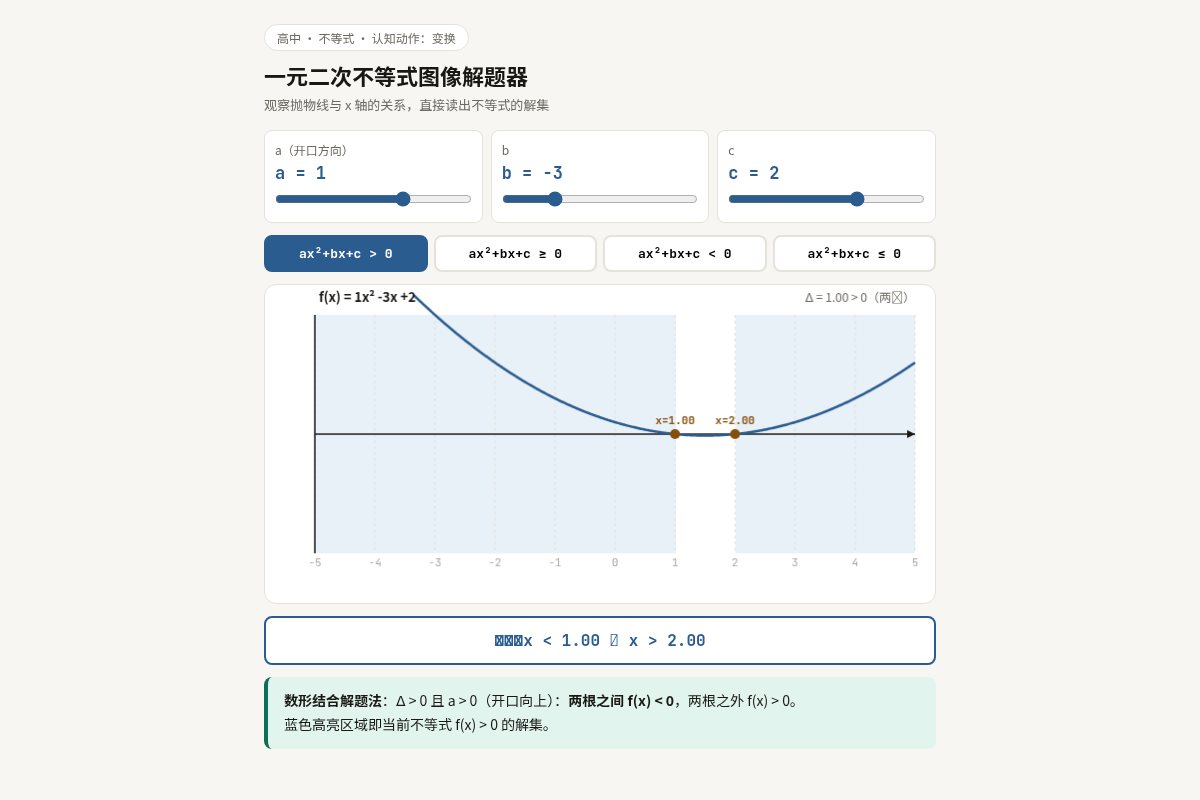 高中 · 不等式 · 认知动作：变换
一元二次不等式图像解题器
观察抛物线与 x 轴的关系，直接读出不等式的解集
a（开口方向）
a = 1
b
b = -3
c
c = 2
ax²+bx+c > 0
ax²+bx+c ≥ 0
ax²+bx+c < 0
ax²+bx+c ≤ 0
f(x) = 1x² -3x +2
Δ = 1.00 > 0（两）
x=1.00 x=2.00
-5 -4 -3 -2 -1 0 1 2 3 4 5
x < 1.00 x > 2.00
数形结合解题法：Δ > 0 且 a > 0（开口向上）：两根之间 f(x) < 0，两根之外 f(x) > 0。
蓝色高亮区域即当前不等式 f(x) > 0 的解集。